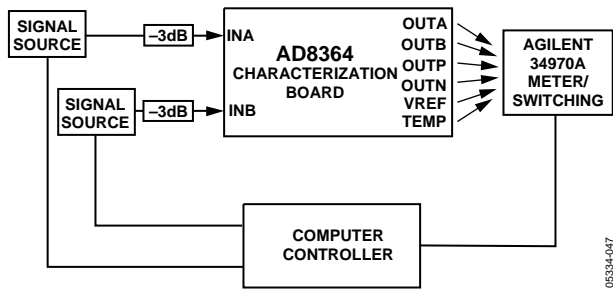 SIGNAL
SOURCE
–3dB
INA
SIGNAL
SOURCE
–3dB
INB
AD8364
CHARACTERIZATION
BOARD
OUTA
OUTB
OUTP
OUTN
VREF
TEMP
AGILENT
34970A
METER/
SWITCHING
COMPUTER
CONTROLLER
05334-047